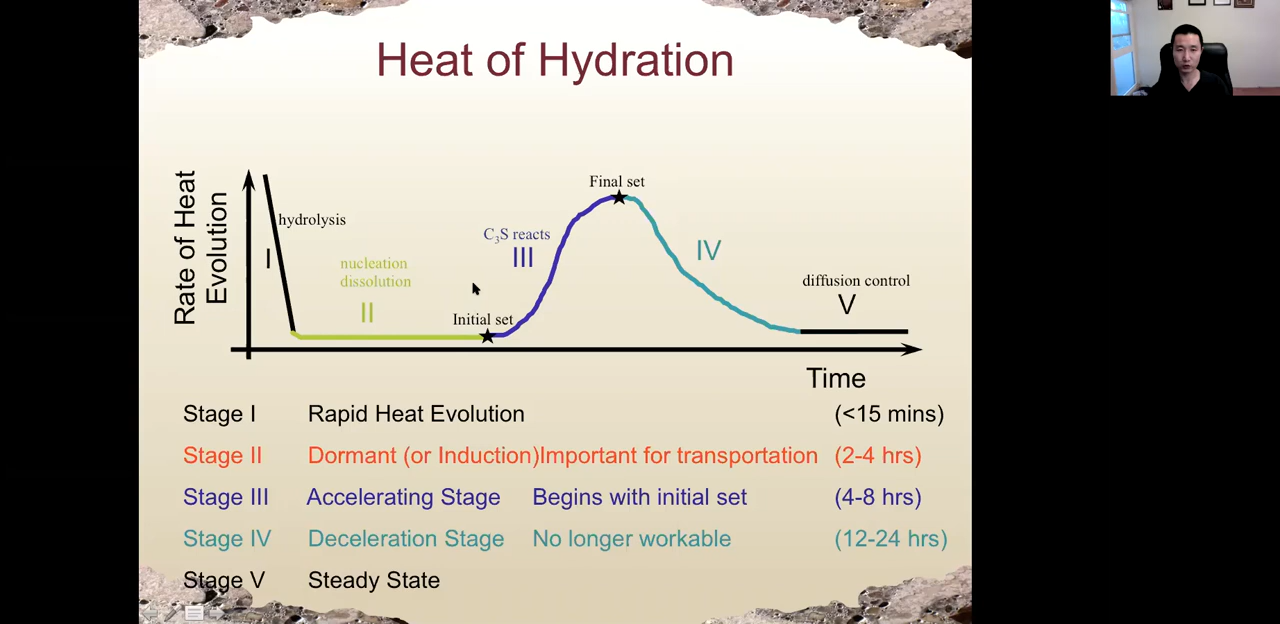 Heat of Hydration
Rate of Heat
Evolution
hydrolysis
I
nucleation
dissolution
II
Initial set
C₃S reacts
III
Final set
IV
diffusion control
V
Time
Stage I Rapid Heat Evolution (<15 mins)
Stage II Dormant (or Induction)Important for transportation (2-4 hrs)
Stage III Accelerating Stage Begins with initial set (4-8 hrs)
Stage IV Deceleration Stage No longer workable (12-24 hrs)
Stage V Steady State